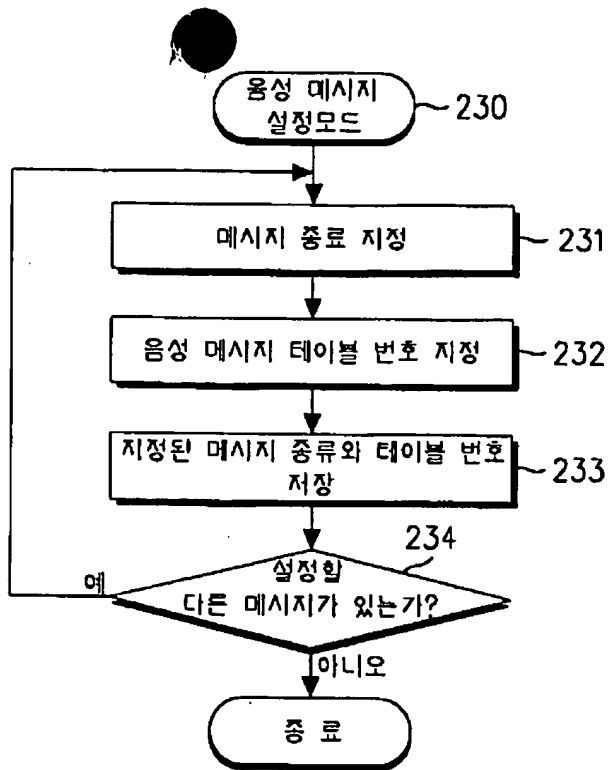 음성 메시지
설정모드
230
메시지 종료 지정
231
음성 메시지 테이블 번호 지정
232
지정된 메시지 종류와 테이블 번호
저장
233
234
설정할
다른 메시지가 있는가?
예
아니오
종 료